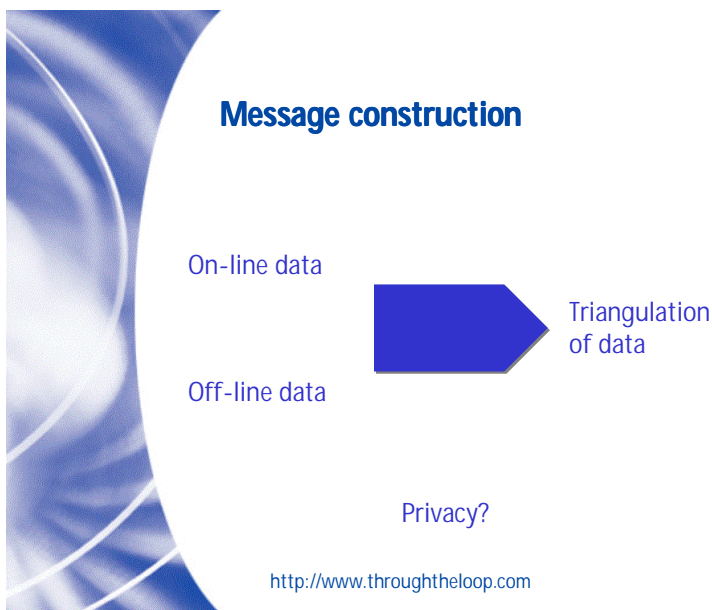 Message construction
On-line data
Triangulation
of data
Off-line data
Privacy?
http://www.throughtheloop.com